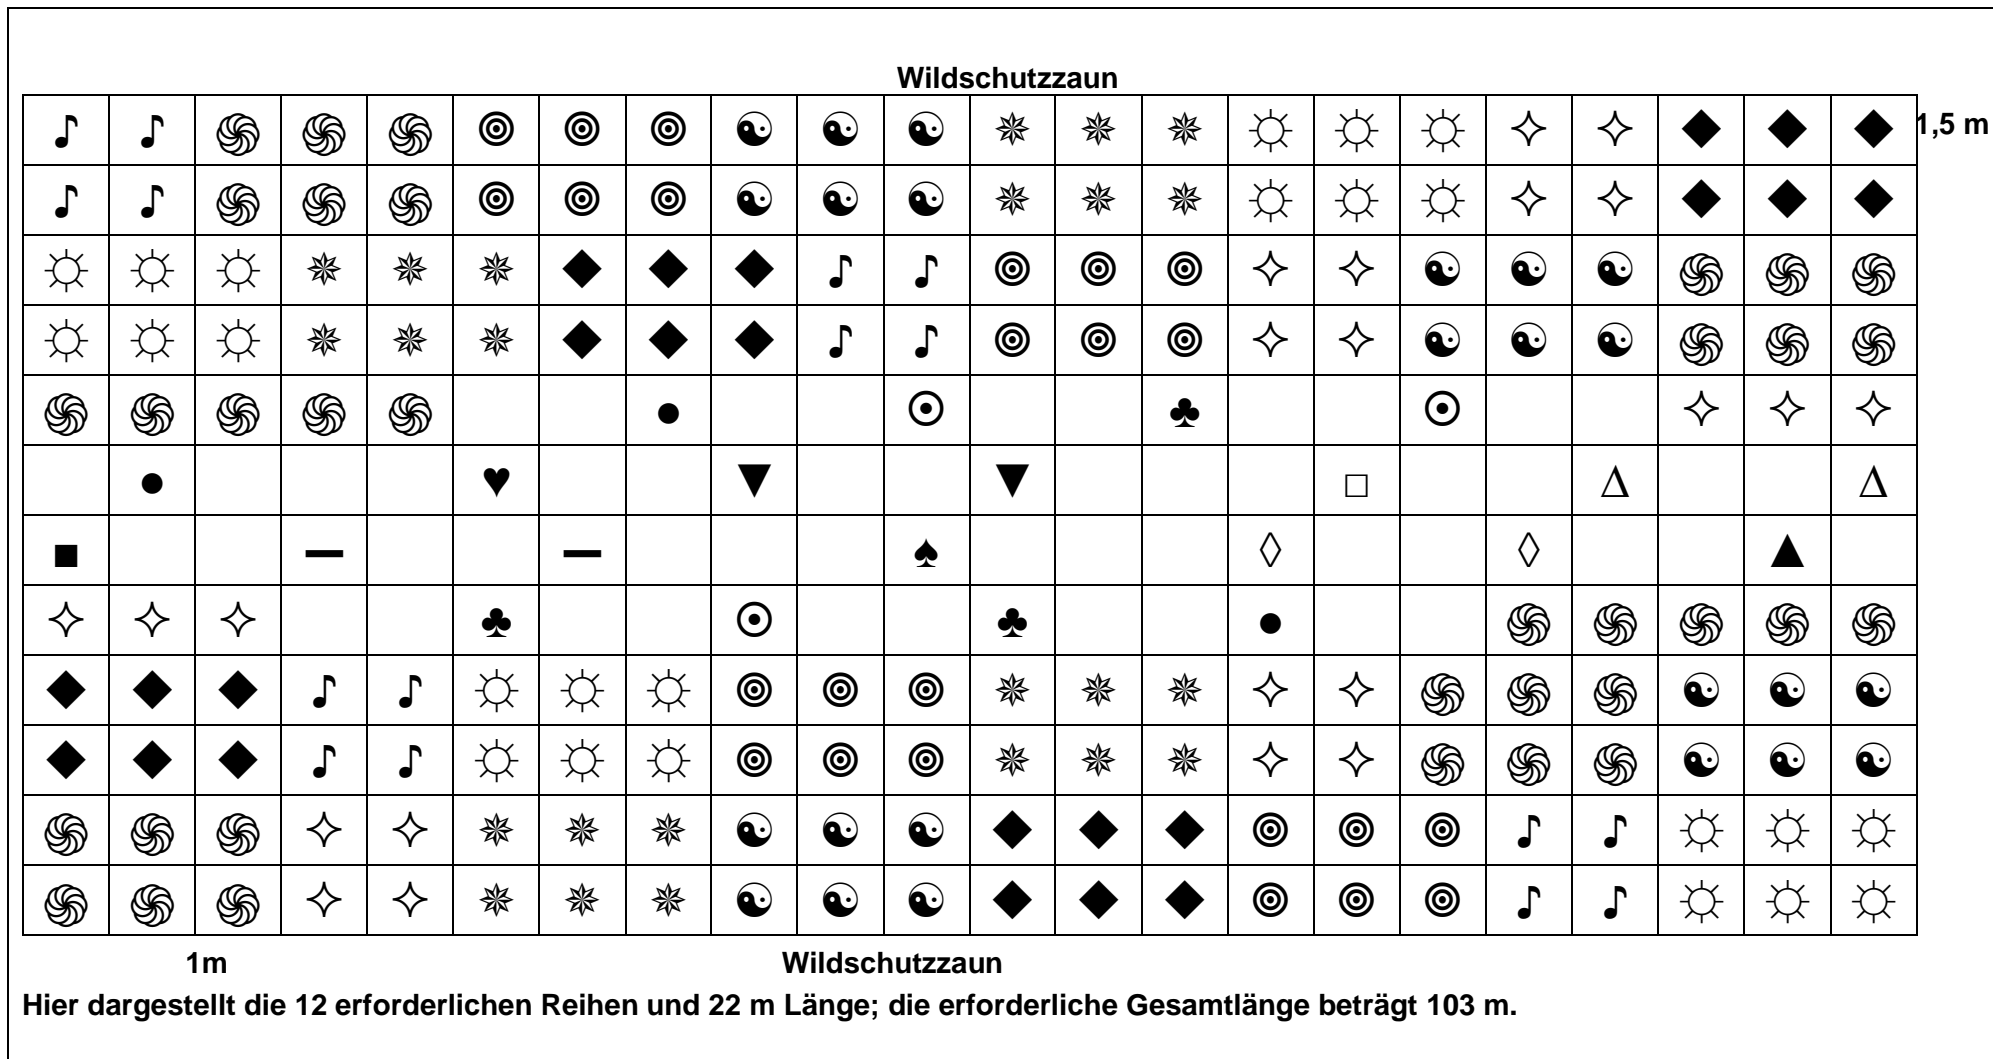 Wildschutzzaun
1,5 m
♪ ♪ ֍ ֍ ֍ ⊚ ⊚ ⊚ ☯ ☯ ☯ ✵ ✵ ✵ ☼ ☼ ☼ ✧ ✧ ◆ ◆ ◆
♪ ♪ ֍ ֍ ֍ ⊚ ⊚ ⊚ ☯ ☯ ☯ ✵ ✵ ✵ ☼ ☼ ☼ ✧ ✧ ◆ ◆ ◆
☼ ☼ ☼ ✵ ✵ ✵ ◆ ◆ ◆ ♪ ♪ ⊚ ⊚ ⊚ ✧ ✧ ☯ ☯ ☯ ֍ ֍ ֍
☼ ☼ ☼ ✵ ✵ ✵ ◆ ◆ ◆ ♪ ♪ ⊚ ⊚ ⊚ ✧ ✧ ☯ ☯ ☯ ֍ ֍ ֍
֍ ֍ ֍ ֍ ֍ ● ⊙ ♣ ⊙ ✧ ✧ ✧
● ♥ ▼ ▼ □ Δ Δ
■ ▬ ▬ ♠ ◊ ◊ ▲
✧ ✧ ✧ ♣ ⊙ ♣ ● ֍ ֍ ֍ ֍ ֍
◆ ◆ ◆ ♪ ♪ ☼ ☼ ☼ ⊚ ⊚ ⊚ ✵ ✵ ✵ ✧ ✧ ֍ ֍ ֍ ☯ ☯ ☯
◆ ◆ ◆ ♪ ♪ ☼ ☼ ☼ ⊚ ⊚ ⊚ ✵ ✵ ✵ ✧ ✧ ֍ ֍ ֍ ☯ ☯ ☯
֍ ֍ ֍ ✧ ✧ ✵ ✵ ✵ ☯ ☯ ☯ ◆ ◆ ◆ ⊚ ⊚ ⊚ ♪ ♪ ☼ ☼ ☼
֍ ֍ ֍ ✧ ✧ ✵ ✵ ✵ ☯ ☯ ☯ ◆ ◆ ◆ ⊚ ⊚ ⊚ ♪ ♪ ☼ ☼ ☼
1m Wildschutzzaun
Hier dargestellt die 12 erforderlichen Reihen und 22 m Länge; die erforderliche Gesamtlänge beträgt 103 m.